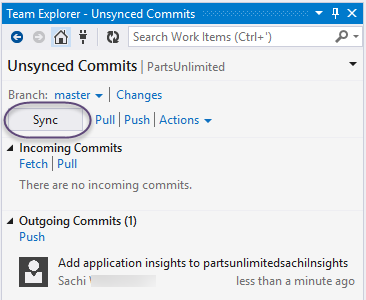 Team Explorer - Unsynced Commits
Search Work Items (Ctrl+')
Unsynced Commits | PartsUnlimited
Branch: master | Changes
Sync | Pull | Push | Actions
Incoming Commits
Fetch | Pull
There are no incoming commits.
Outgoing Commits (1)
Push
Add application insights to partsunlimitedsachiInsights
Sachi less than a minute ago